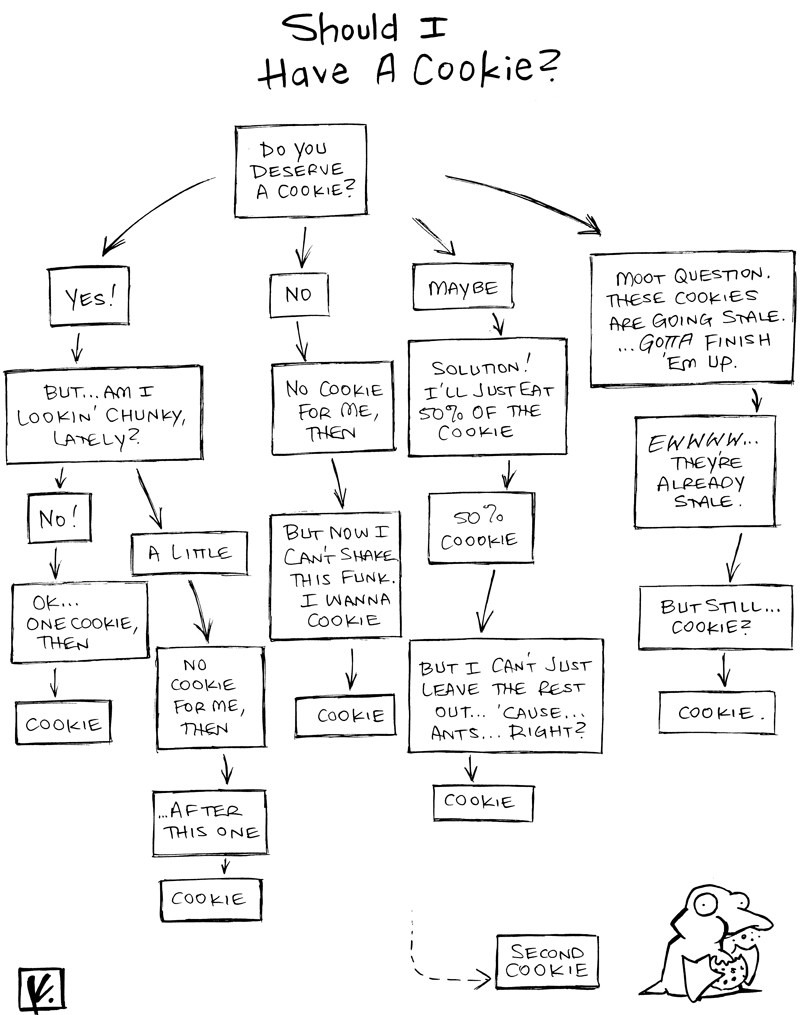 Should I
Have A Cookie?
DO YOU
DESERVE
A COOKIE?
YES!
NO
MAYBE
MOOT QUESTION.
THESE COOKIES
ARE GOING STALE.
...GOTTA FINISH
'EM UP.
BUT...AM I
LOOKIN' CHUNKY,
LATELY?
NO COOKIE
FOR ME,
THEN
SOLUTION!
I'LL JUST EAT
50% OF THE
COOKIE
EWWWW...
THEY'RE
ALREADY
STALE.
NO!
A LITTLE
BUT NOW I
CAN'T SHAKE
THIS FUNK.
I WANNA
COOKIE
50%
COOOKIE
OK...
ONE COOKIE,
THEN
BUT STILL...
COOKIE?
NO
COOKIE
FOR ME,
THEN
BUT I CAN'T JUST
LEAVE THE REST
OUT... 'CAUSE...
ANTS... RIGHT?
COOKIE
COOKIE
COOKIE.
...AFTER
THIS ONE
COOKIE
COOKIE
SECOND
COOKIE